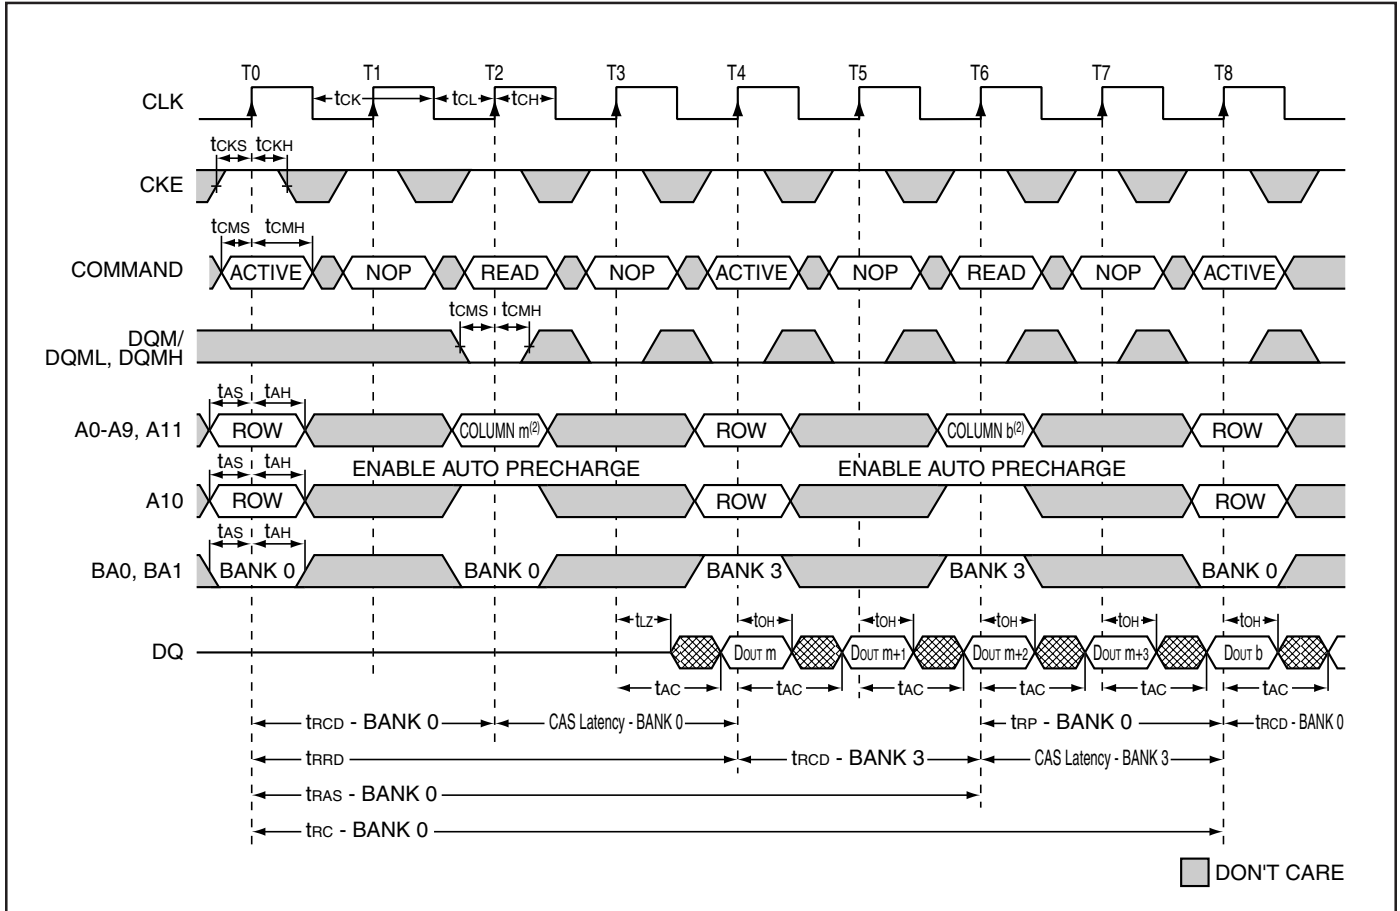 T0 T1 T2 T3 T4 T5 T6 T7 T8
CLK tCK tCL tCH
tCKS tCKH
CKE
tCMS tCMH
COMMAND ACTIVE NOP READ NOP ACTIVE NOP READ NOP ACTIVE
tCMS tCMH
DQM/
DQML, DQMH
tAS tAH
A0-A9, A11 ROW COLUMN m(2) ROW COLUMN b(2) ROW
tAS tAH ENABLE AUTO PRECHARGE ENABLE AUTO PRECHARGE
A10 ROW ROW ROW
tAS tAH
BA0, BA1 BANK 0 BANK 0 BANK 3 BANK 3 BANK 0
tLZ tOH tOH tOH tOH tOH
DQ DOUT m DOUT m+1 DOUT m+2 DOUT m+3 DOUT b
tAC tAC tAC tAC tAC tAC
tRCD - BANK 0 CAS Latency - BANK 0 tRP - BANK 0 tRCD - BANK 0
tRRD tRCD - BANK 3 CAS Latency - BANK 3
tRAS - BANK 0
tRC - BANK 0
DON'T CARE